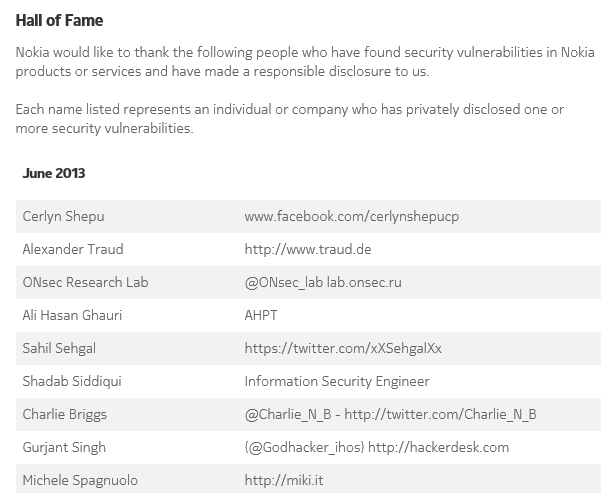 Hall of Fame
Nokia would like to thank the following people who have found security vulnerabilities in Nokia
products or services and have made a responsible disclosure to us.
Each name listed represents an individual or company who has privately disclosed one or
more security vulnerabilities.
June 2013
Cerlyn Shepu www.facebook.com/cerlynshepucp
Alexander Traud http://www.traud.de
ONsec Research Lab @ONsec_lab lab.onsec.ru
Ali Hasan Ghauri AHPT
Sahil Sehgal https://twitter.com/xXSehgalXx
Shadab Siddiqui Information Security Engineer
Charlie Briggs @Charlie_N_B - http://twitter.com/Charlie_N_B
Gurjant Singh (@Godhacker_ihos) http://hackerdesk.com
Michele Spagnuolo http://miki.it